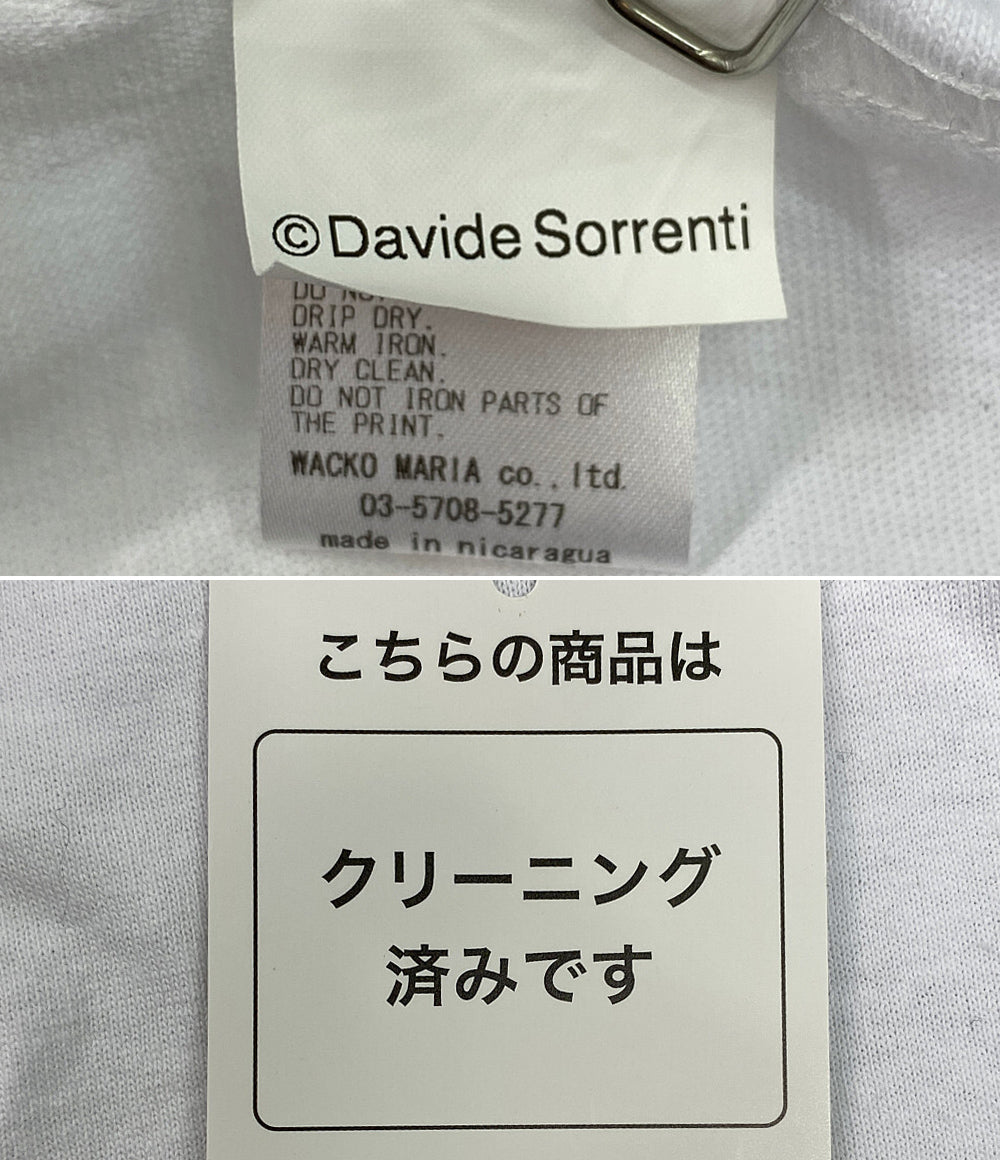 ©Davide Sorrenti
DO NO
DRIP DRY.
WARM IRON.
DRY CLEAN.
DO NOT IRON PARTS OF
THE PRINT.
WACKO MARIA co.,ltd.
03-5708-5277
made in nicaragua
こちらの商品は
クリーニング
済みです